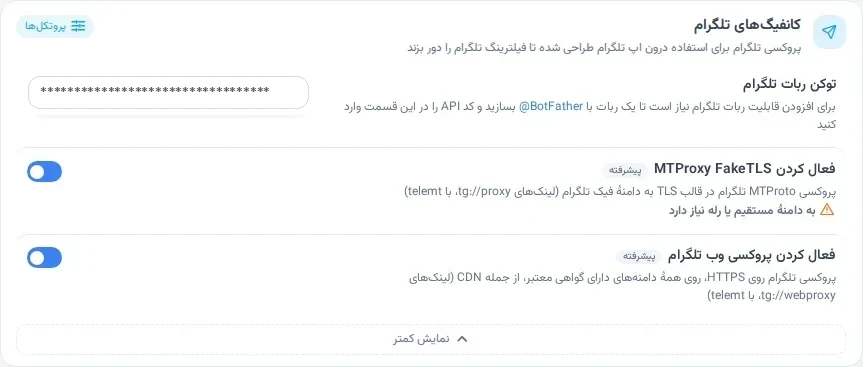 کانفیگ‌های تلگرام
پروتکل‌ها
پروکسی تلگرام برای استفاده درون اپ تلگرام طراحی شده تا فیلترینگ تلگرام را دور بزند
توکن ربات تلگرام
**********************************
برای افزودن قابلیت ربات تلگرام نیاز است تا یک ربات با BotFather@ بسازید و کد API را در این قسمت وارد
کنید
فعال کردن MTProxy FakeTLS پیشرفته
پروکسی MTProto تلگرام در قالب TLS به دامنهٔ فیک تلگرام (لینک‌های tg://proxy، با telemt)
به دامنهٔ مستقیم یا رله نیاز دارد
فعال کردن پروکسی وب تلگرام پیشرفته
پروکسی تلگرام روی HTTPS، روی همهٔ دامنه‌های دارای گواهی معتبر، از جمله CDN (لینک‌های
tg://webproxy، با telemt)
نمایش کمتر